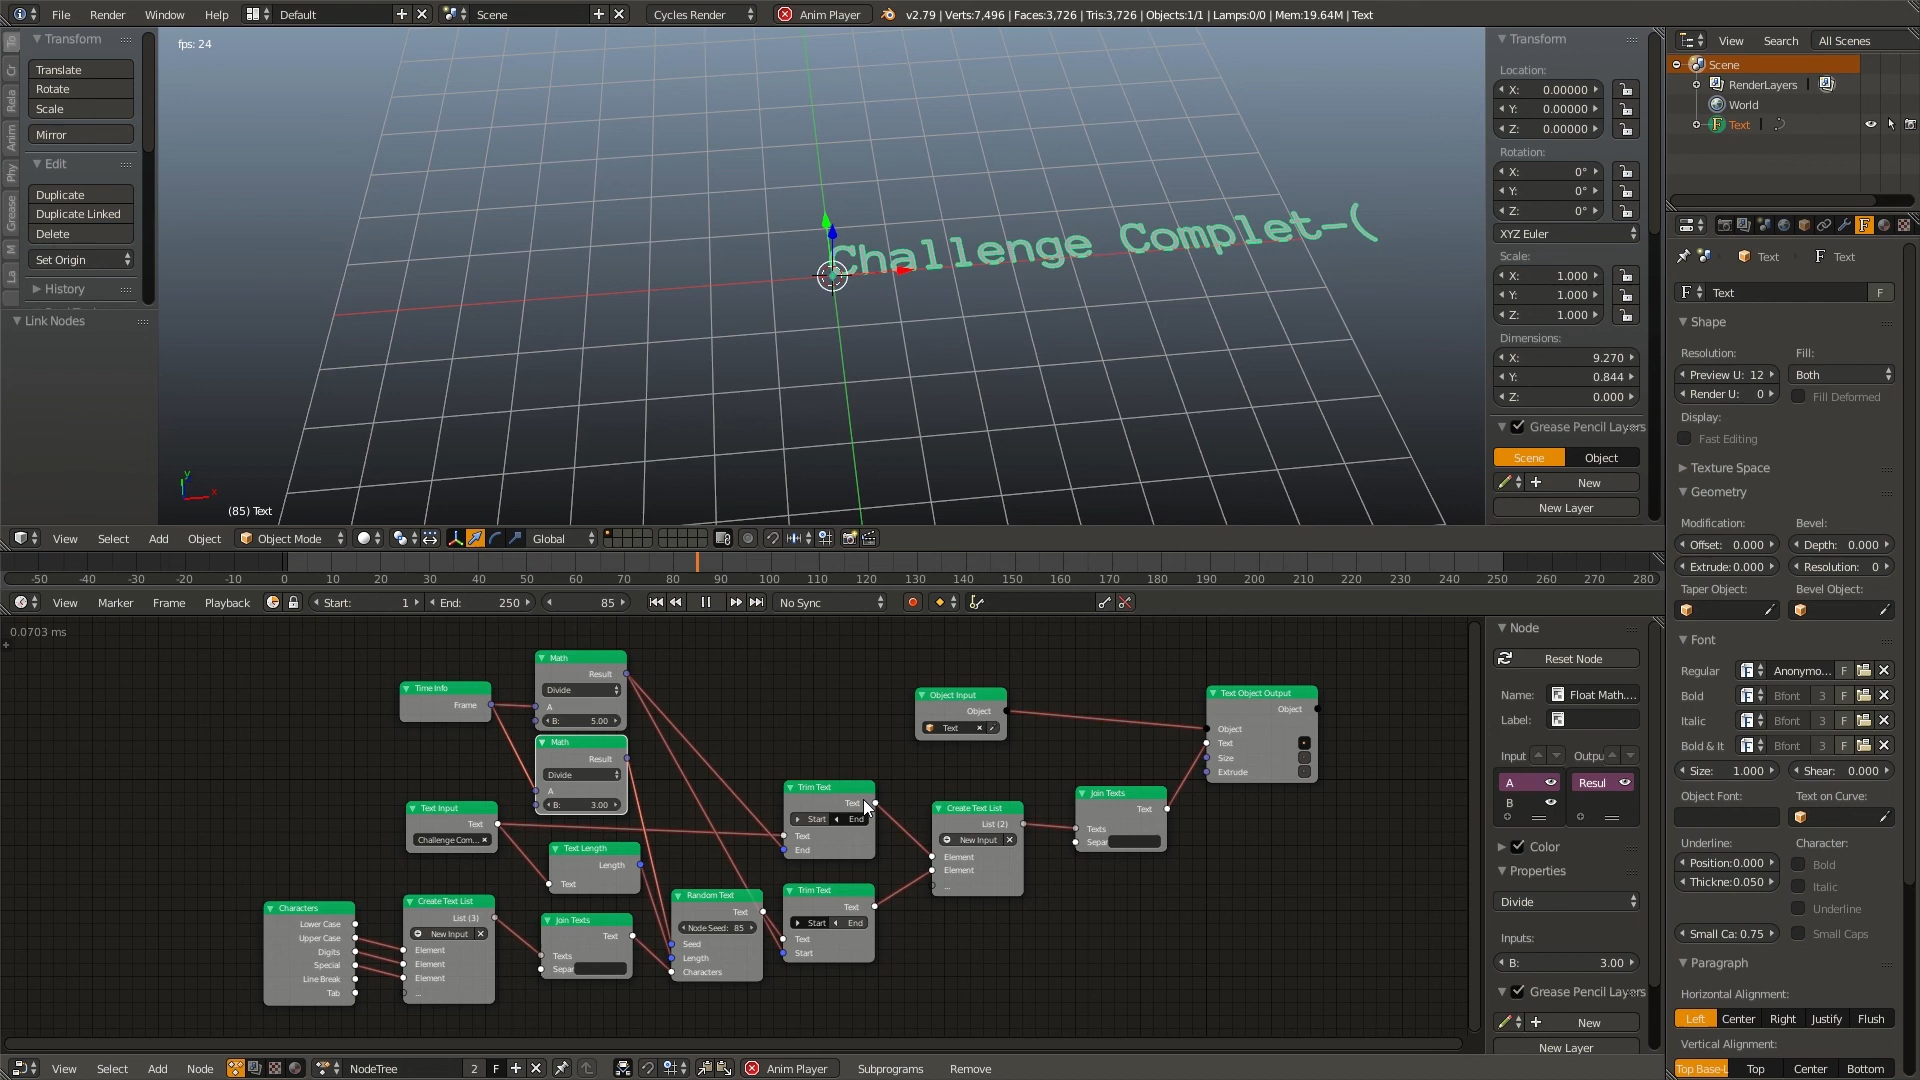 File Render Window Help Default Scene Cycles Render Anim Player v2.79 | Verts:7,496 | Faces:3,726 | Tris:3,726 | Objects:1/1 | Lamps:0/0 | Mem:19.64M | Text
To
Cr
Rela
Anim
Phy
Grease
M
La
Transform
Translate
Rotate
Scale
Mirror
Edit
Duplicate
Duplicate Linked
Delete
Set Origin
History
Link Nodes
fps: 24
Challenge Complet-(
y
x
(85) Text
Transform
Location:
X: 0.00000
Y: 0.00000
Z: 0.00000
Rotation:
X: 0°
Y: 0°
Z: 0°
XYZ Euler
Scale:
X: 1.000
Y: 1.000
Z: 1.000
Dimensions:
X: 9.270
Y: 0.844
Z: 0.000
Grease Pencil Layers
Scene Object
New
New Layer
View Search All Scenes
Scene
RenderLayers |
World
Text |
Text Text
F Text F
Shape
Resolution: Fill:
Preview U: 12 Both
Render U: 0 Fill Deformed
Display:
Fast Editing
Texture Space
Geometry
Modification: Bevel:
Offset: 0.000 Depth: 0.000
Extrude: 0.000 Resolution: 0
Taper Object: Bevel Object:
Font
Regular Anonymo... F
Bold Bfont 3 F
Italic Bfont 3 F
Bold & It Bfont 3 F
Size: 1.000 Shear: 0.000
Object Font: Text on Curve:
Underline: Character:
Position:0.000 Bold
Thickne:0.050 Italic
Underline
Small Ca: 0.75 Small Caps
Paragraph
Horizontal Alignment:
Left Center Right Justify Flush
Vertical Alignment:
Top Base-L Top Center Bottom
View Select Add Object Object Mode Global
-50 -40 -30 -20 -10 0 10 20 30 40 50 60 70 80 90 100 110 120 130 140 150 160 170 180 190 200 210 220 230 240 250 260 270 280
View Marker Frame Playback Start: 1 End: 250 85 No Sync
0.0703 ms
Time Info
Frame
Math
Result
Divide
A
B: 5.00
Math
Result
Divide
A
B: 3.00
Text Input
Text
Challenge Com...
Text Length
Length
Text
Characters
Lower Case
Upper Case
Digits
Special
Line Break
Tab
Create Text List
List (3)
New Input
Element
Element
Element
...
Join Texts
Text
Texts
Separ
Random Text
Text
Node Seed: 85
Seed
Length
Characters
Trim Text
Text
Start End
Text
End
Trim Text
Text
Start End
Text
Start
Object Input
Object
Text
Create Text List
List (2)
New Input
Element
Element
...
Join Texts
Text
Texts
Separ
Text Object Output
Object
Object
Text
Size
Extrude
Node
Reset Node
Name: Float Math....
Label:
Input Outpu
A Resul
B
Color
Properties
Divide
Inputs:
B: 3.00
Grease Pencil Layers
New
New Layer
View Select Add Node NodeTree 2 F Anim Player Subprograms Remove